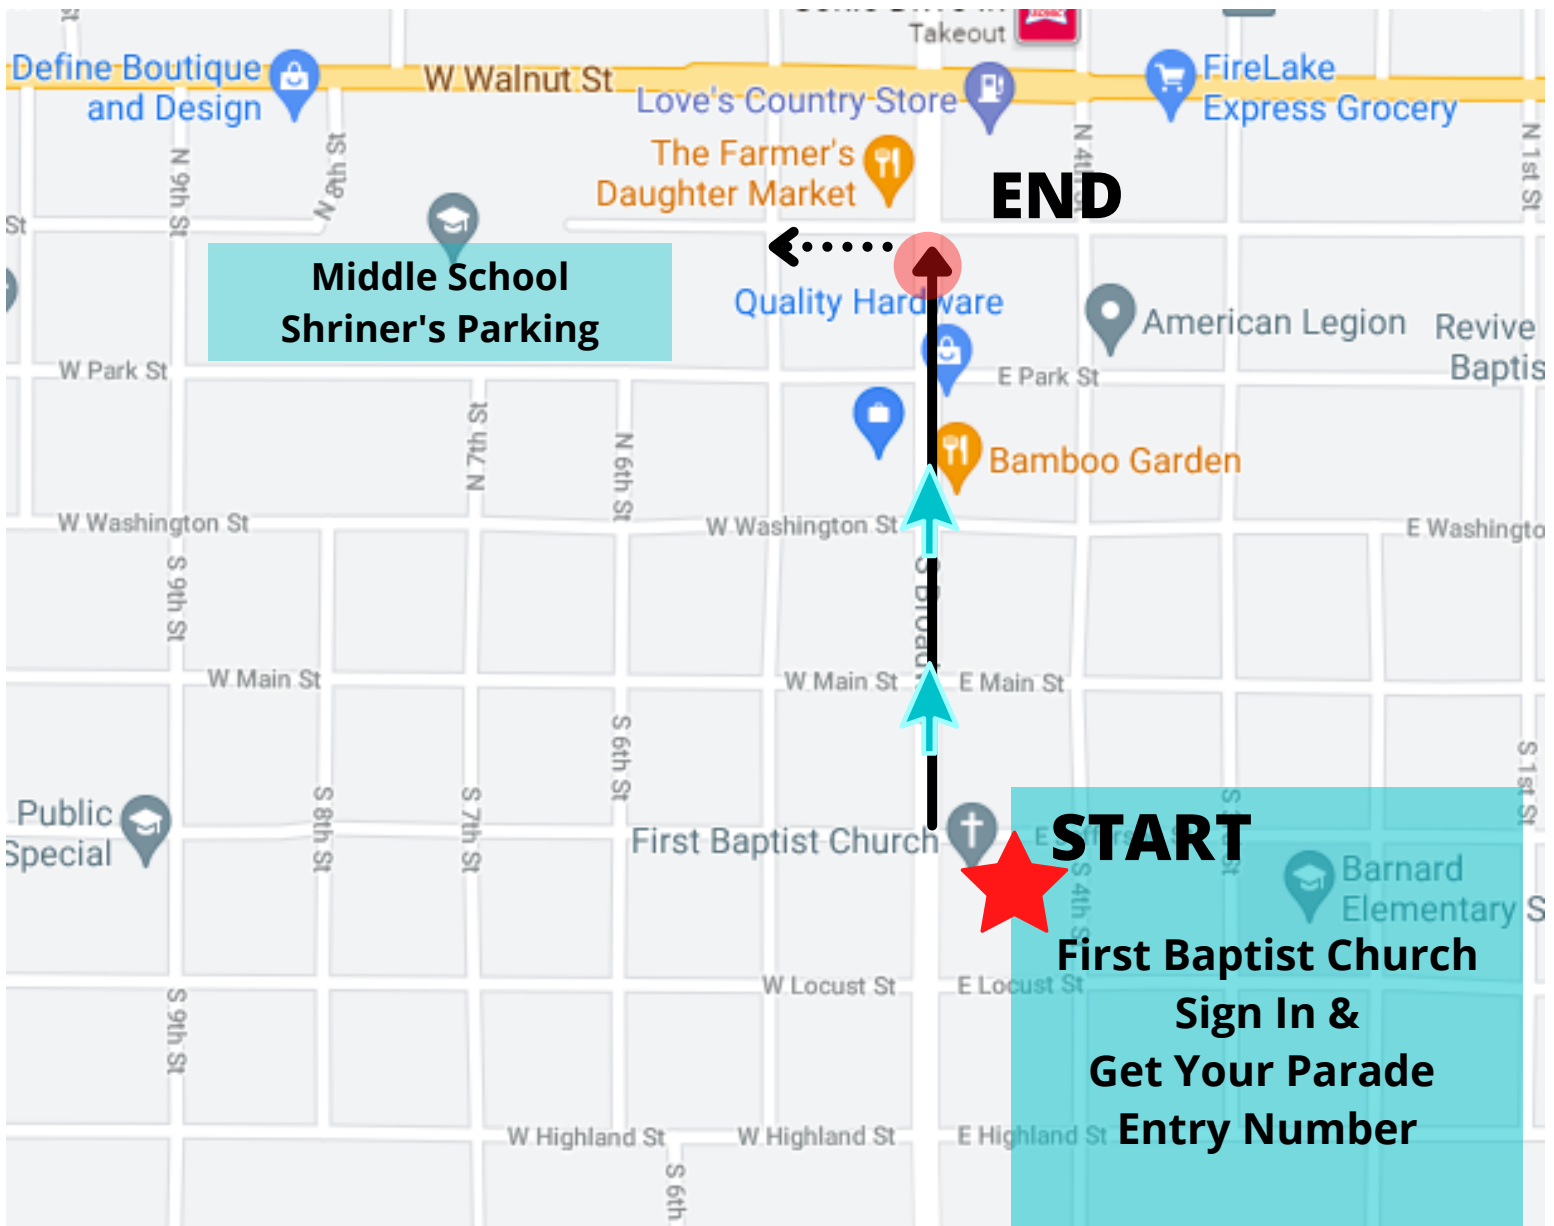 Takeout
Define Boutique
and Design
W Walnut St
Love's Country Store
FireLake
Express Grocery
The Farmer's
Daughter Market
N 9th St
N 8th St
N 4th St
N 1st St
St
END
Middle School
Shriner's Parking
Quality Hardware
American Legion
Revive
Baptis
W Park St
E Park St
N 7th St
N 6th St
Bamboo Garden
W Washington St
W Washington St
E Washingto
S 9th St
S Broadw
W Main St
W Main St
E Main St
S 6th St
S 1st St
Public
Special
S 8th St
S 7th St
First Baptist Church
START
S 4th St
Barnard
Elementary S
First Baptist Church
Sign In &
Get Your Parade
Entry Number
W Locust St
E Locust St
S 9th St
W Highland St
W Highland St
E Highland St
S 6th